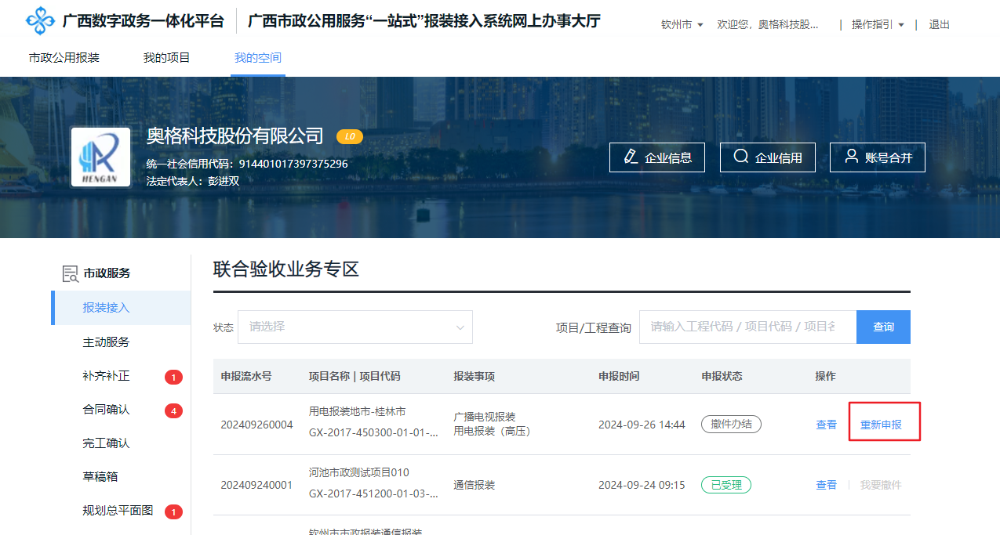 广西数字政务一体化平台
广西市政公用服务“一站式”报装接入系统网上办事大厅
钦州市 欢迎您，奥格科技股... | 操作指引 | 退出
市政公用报装 我的项目 我的空间
奥格科技股份有限公司 L0
统一社会信用代码：914401017397375296
法定代表人：彭进双
HENGAN
企业信息 企业信用 账号合并
市政服务
报装接入
主动服务
补齐补正 1
合同确认 4
完工确认
草稿箱
规划总平面图 1
联合验收业务专区
状态 请选择 项目/工程查询 请输入工程代码 / 项目代码 / 项目名 查询
申报流水号 项目名称 | 项目代码 报装事项 申报时间 申报状态 操作
202409260004 用电报装地市-桂林市 GX-2017-450300-01-01-... 广播电视报装 用电报装（高压） 2024-09-26 14:44 撤件办结 查看 重新申报
202409240001 河池市政测试项目010 GX-2017-451200-01-03-... 通信报装 2024-09-24 09:15 已受理 查看 我要撤件
钦州市市政报装通信报装